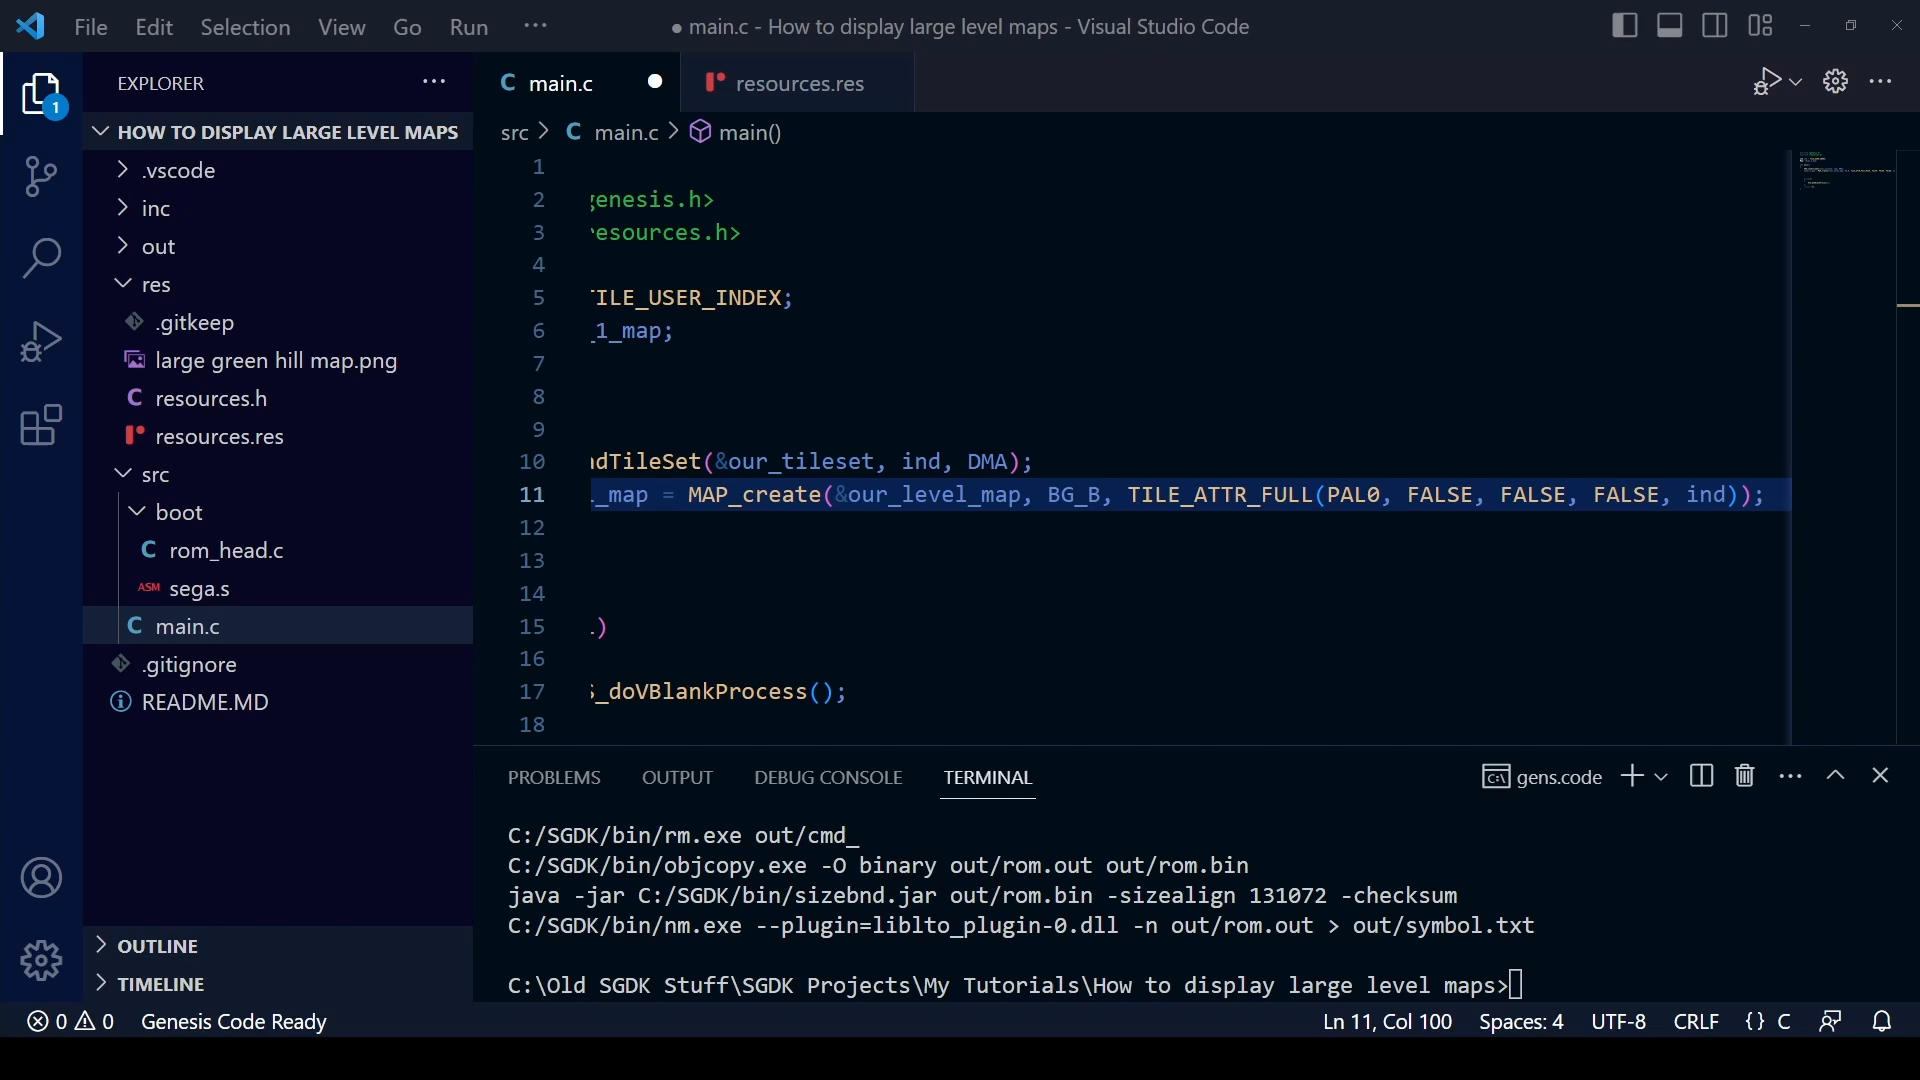 File Edit Selection View Go Run ··· ● main.c - How to display large level maps - Visual Studio Code
EXPLORER ···
1
HOW TO DISPLAY LARGE LEVEL MAPS
.vscode
inc
out
res
.gitkeep
large green hill map.png
C resources.h
resources.res
src
boot
C rom_head.c
ASM sega.s
C main.c
.gitignore
README.MD
OUTLINE
TIMELINE
C main.c ● resources.res
src > C main.c > main()
1
2 genesis.h>
3 resources.h>
4
5 TILE_USER_INDEX;
6 _1_map;
7
8
9
10 adTileSet(&our_tileset, ind, DMA);
11 _map = MAP_create(&our_level_map, BG_B, TILE_ATTR_FULL(PAL0, FALSE, FALSE, FALSE, ind));
12
13
14
15 )
16
17 S_doVBlankProcess();
18
PROBLEMS OUTPUT DEBUG CONSOLE TERMINAL gens.code
C:/SGDK/bin/rm.exe out/cmd_
C:/SGDK/bin/objcopy.exe -O binary out/rom.out out/rom.bin
java -jar C:/SGDK/bin/sizebnd.jar out/rom.bin -sizealign 131072 -checksum
C:/SGDK/bin/nm.exe --plugin=liblto_plugin-0.dll -n out/rom.out > out/symbol.txt
C:\Old SGDK Stuff\SGDK Projects\My Tutorials\How to display large level maps>
0 0 Genesis Code Ready Ln 11, Col 100 Spaces: 4 UTF-8 CRLF {} C